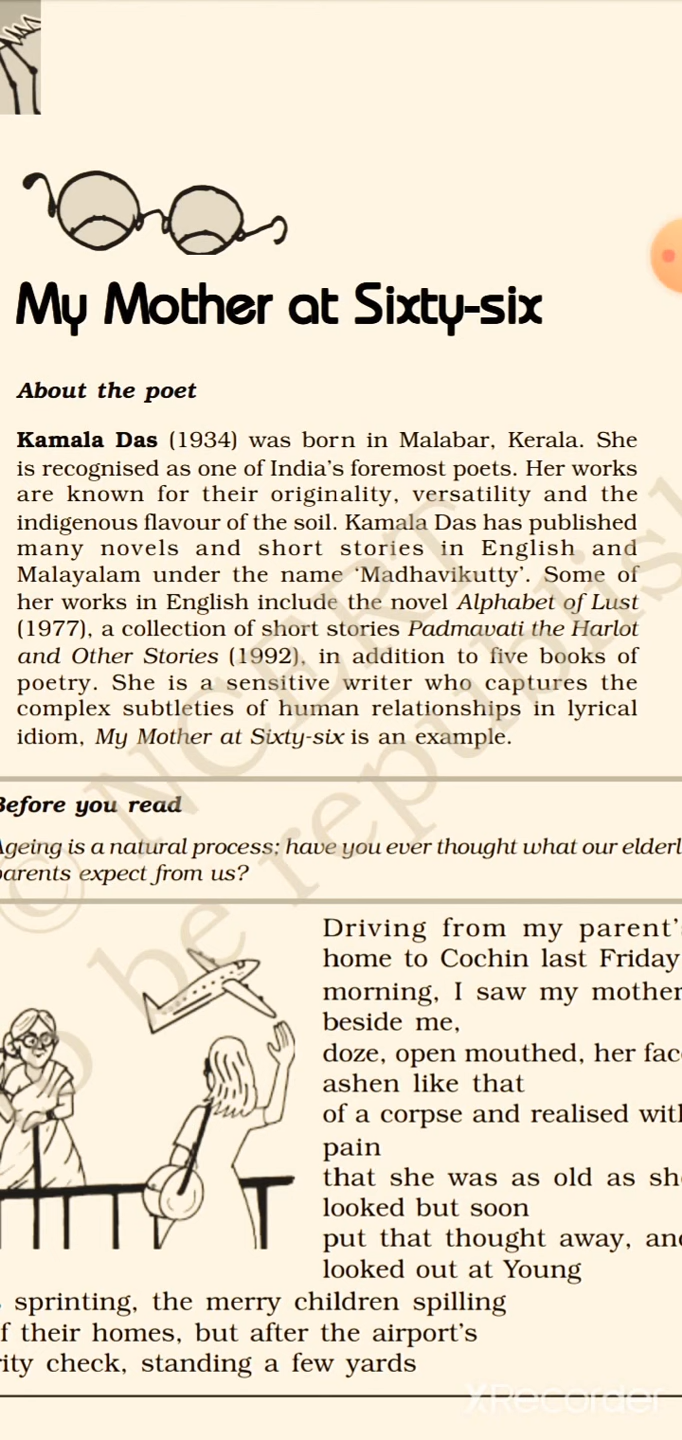 My Mother at Sixty-six
About the poet
Kamala Das (1934) was born in Malabar, Kerala. She
is recognised as one of India's foremost poets. Her works
are known for their originality, versatility and the
indigenous flavour of the soil. Kamala Das has published
many novels and short stories in English and
Malayalam under the name 'Madhavikutty'. Some of
her works in English include the novel Alphabet of Lust
(1977), a collection of short stories Padmavati the Harlot
and Other Stories (1992), in addition to five books of
poetry. She is a sensitive writer who captures the
complex subtleties of human relationships in lyrical
idiom, My Mother at Sixty-six is an example.
Before you read
Ageing is a natural process; have you ever thought what our elderl
parents expect from us?
Driving from my parent's
home to Cochin last Friday
morning, I saw my mother
beside me,
doze, open mouthed, her fac
ashen like that
of a corpse and realised with
pain
that she was as old as sh
looked but soon
put that thought away, and
looked out at Young
sprinting, the merry children spilling
f their homes, but after the airport's
rity check, standing a few yards
© NCERT
o be republis
XRecorder